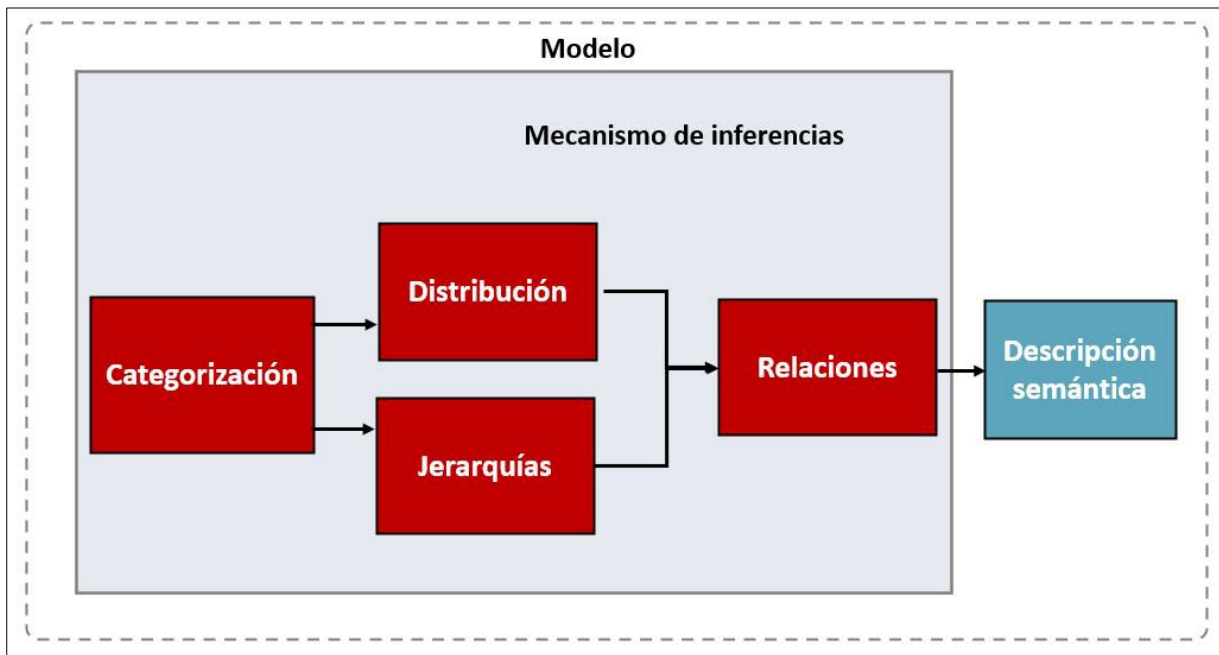 Modelo
Mecanismo de inferencias
Distribución
Categorización
Jerarquías
Relaciones
Descripción
semántica